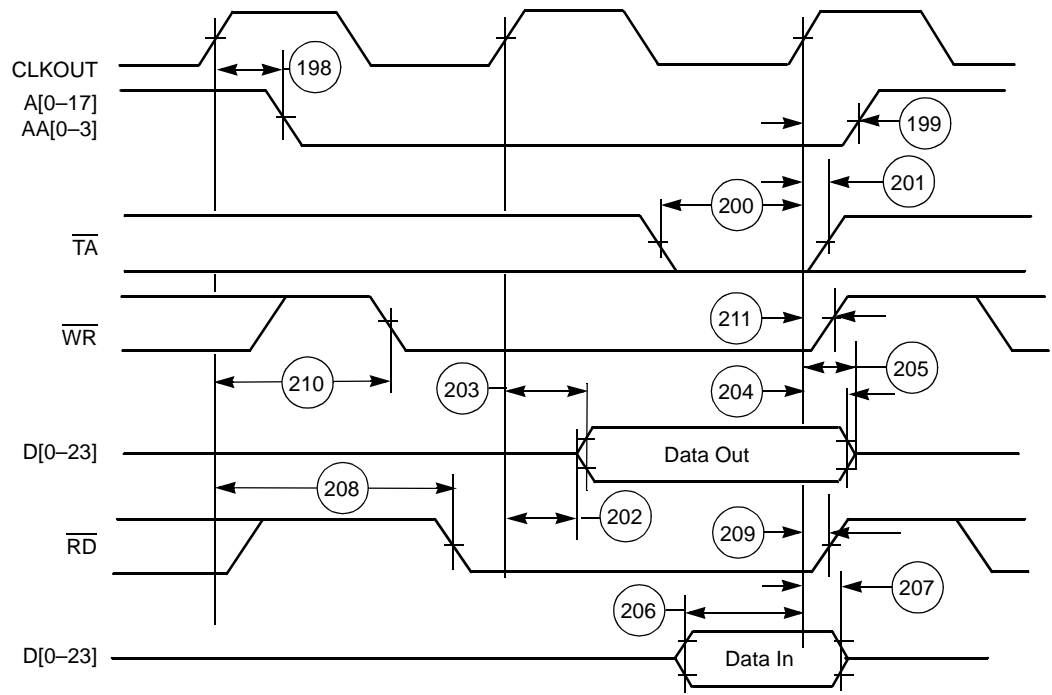 CLKOUT
198
A[0–17]
AA[0–3]
199
201
200
TA
211
WR
210
203
204
205
D[0–23]
Data Out
208
202
209
RD
206
207
D[0–23]
Data In